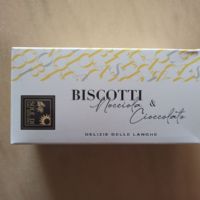 BISCOTTI
Nocciola &
Cioccolato
DELIZIE DELLE LANGHE